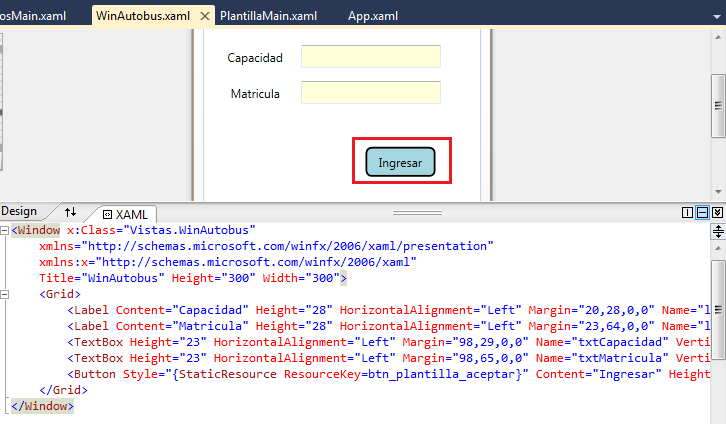 osMain.xaml WinAutobus.xaml PlantillaMain.xaml App.xaml
Capacidad
Matricula
Ingresar
Design XAML
<Window x:Class="Vistas.WinAutobus"
xmlns="http://schemas.microsoft.com/winfx/2006/xaml/presentation"
xmlns:x="http://schemas.microsoft.com/winfx/2006/xaml"
Title="WinAutobus" Height="300" Width="300">
<Grid>
<Label Content="Capacidad" Height="28" HorizontalAlignment="Left" Margin="20,28,0,0" Name="l
<Label Content="Matricula" Height="28" HorizontalAlignment="Left" Margin="23,64,0,0" Name="l
<TextBox Height="23" HorizontalAlignment="Left" Margin="98,29,0,0" Name="txtCapacidad" Verti
<TextBox Height="23" HorizontalAlignment="Left" Margin="98,65,0,0" Name="txtMatricula" Verti
<Button Style="{StaticResource ResourceKey=btn_plantilla_aceptar}" Content="Ingresar" Height
</Grid>
</Window>